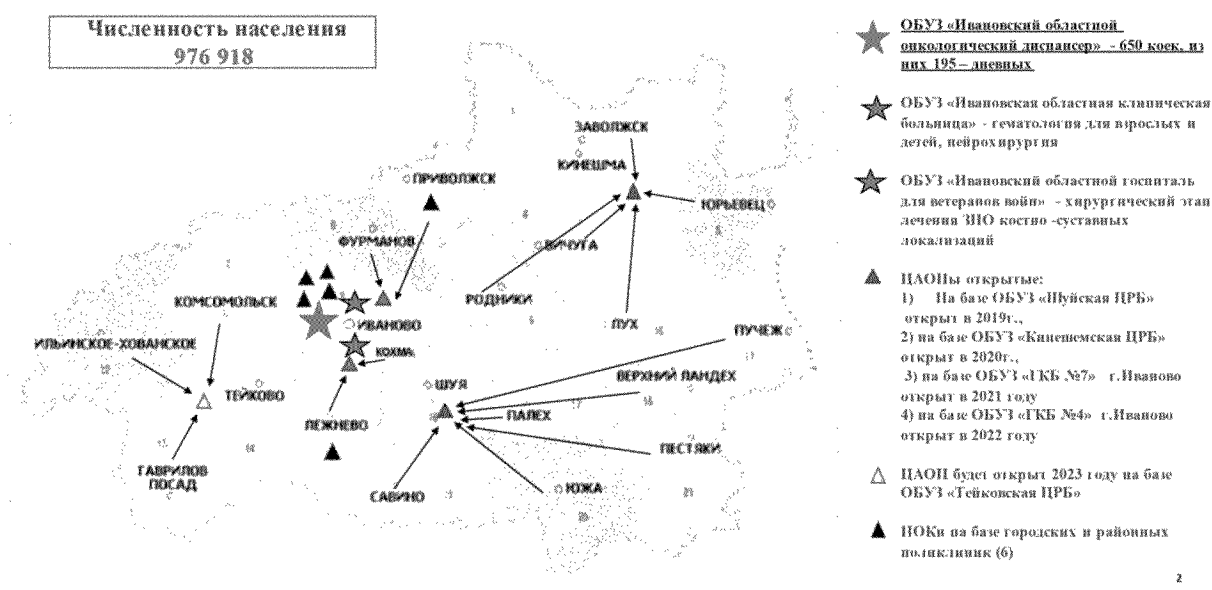 Численность населения
976 918
ЗАВОЛЖСК
КИНЕШМА
ПРИВОЛЖСК
ЮРЬЕВЕЦ
ФУРМАНОВ
ВИЧУГА
КОМСОМОЛЬСК
РОДНИКИ
ИВАНОВО
ЛУХ
ПУЧЕЖ
ИЛЬИНСКОЕ-ХОВАНСКОЕ
КОХМА
ШУЯ
ВЕРХНИЙ ЛАНДЕХ
ТЕЙКОВО
ЛЕЖНЕВО
ПАЛЕХ
ПЕСТЯКИ
ГАВРИЛОВ
ПОСАД
САВИНО
ЮЖА
ОБУЗ «Ивановский областной
онкологический диспансер» - 650 коек, из
них 195 – дневных
ОБУЗ «Ивановская областная клиническая
больница» - гематология для взрослых и
детей, нейрохирургия
ОБУЗ «Ивановский областной госпиталь
для ветеранов войн» - хирургический этап
лечения ЗНО костно -суставных
локализаций
ЦАОПы открытые:
1) На базе ОБУЗ «Шуйская ЦРБ»
открыт в 2019г.,
2) на базе ОБУЗ «Кинешемская ЦРБ»
открыт в 2020г.,
3) на базе ОБУЗ «ГКБ №7» г.Иваново
открыт в 2021 году
4) на базе ОБУЗ «ГКБ №4» г.Иваново
открыт в 2022 году
ЦАОП будет открыт 2023 году на базе
ОБУЗ «Тейковская ЦРБ»
ПОКи на базе городских и районных
поликлиник (6)
2